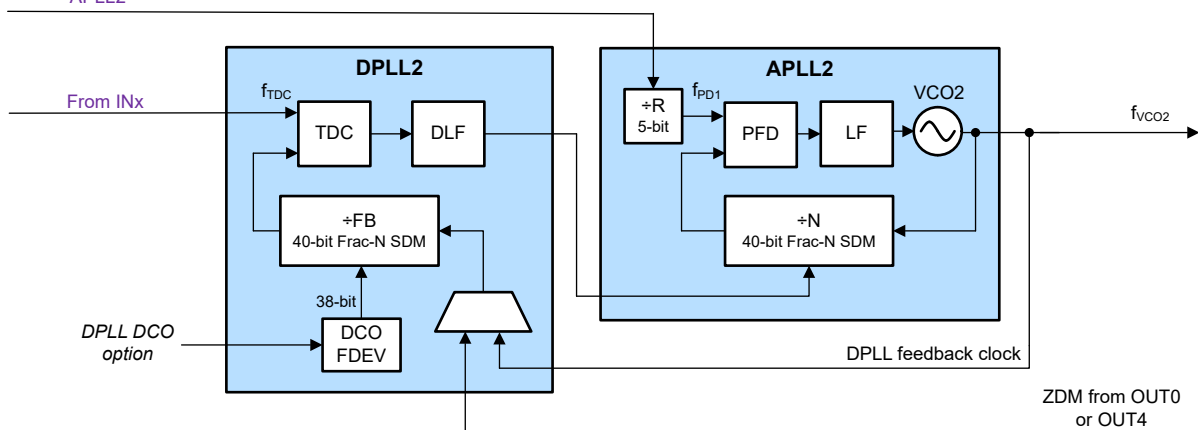 APLL2
DPLL2
APLL2
From INx
f_TDC
TDC
DLF
÷R
5-bit
f_PD1
PFD
LF
VCO2
f_VCO2
÷FB
40-bit Frac-N SDM
÷N
40-bit Frac-N SDM
38-bit
DPLL DCO
option
DCO
FDEV
DPLL feedback clock
ZDM from OUT0
or OUT4